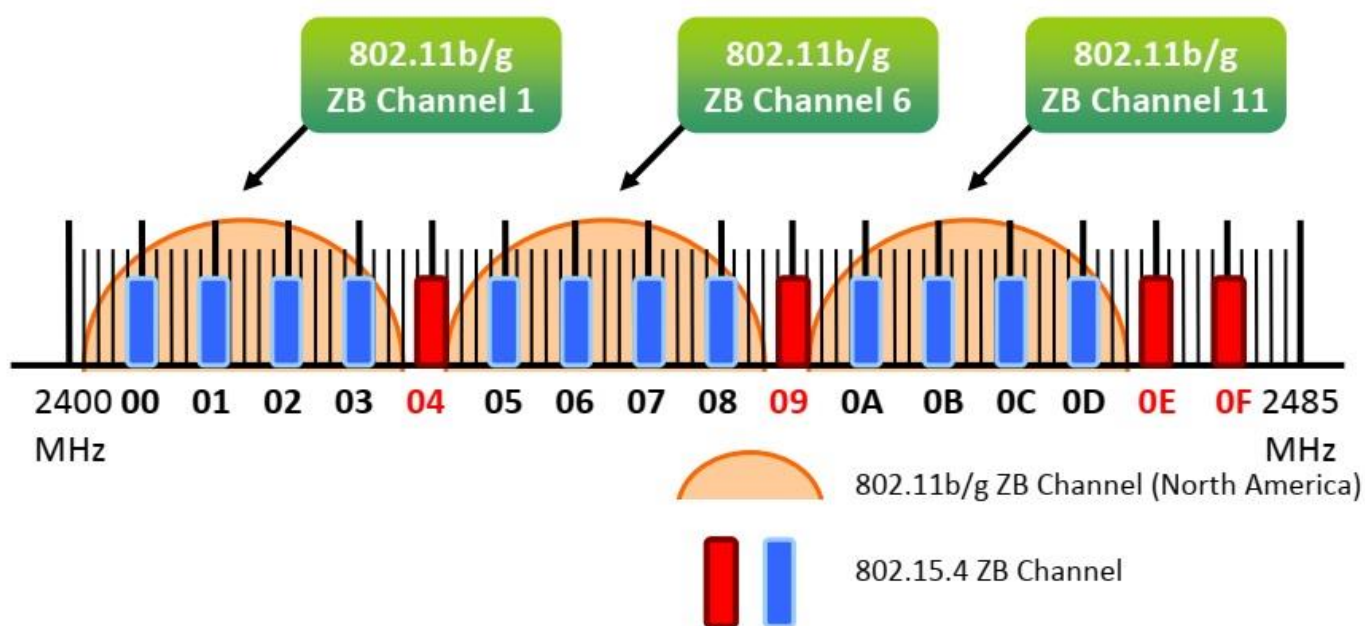 802.11b/g
ZB Channel 1
802.11b/g
ZB Channel 6
802.11b/g
ZB Channel 11
2400 00 01 02 03 04 05 06 07 08 09 0A 0B 0C 0D 0E 0F 2485
MHz MHz
802.11b/g ZB Channel (North America)
802.15.4 ZB Channel